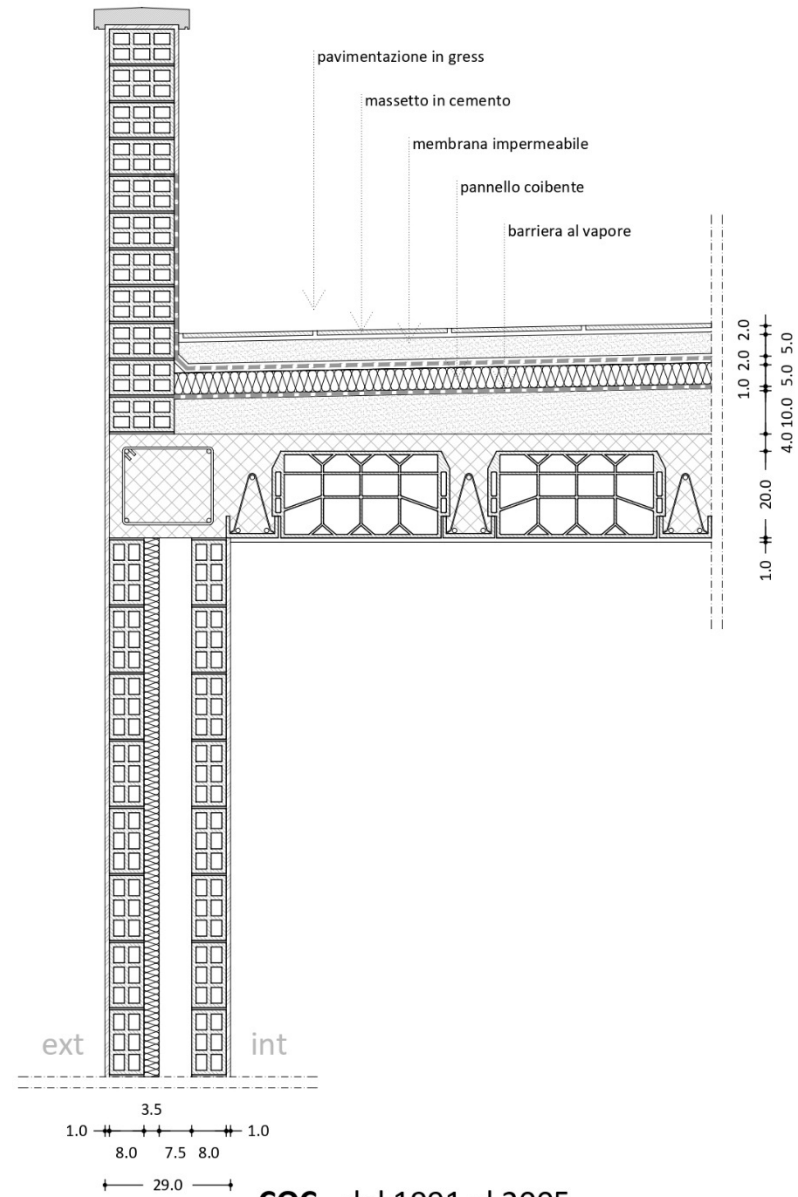 pavimentazione in gress
massetto in cemento
membrana impermeabile
pannello coibente
barriera al vapore
2.0
5.0
2.0
5.0
1.0
10.0
4.0
20.0
1.0
ext
int
3.5
1.0
1.0
8.0 7.5 8.0
29.0
dal 1991 al 2005